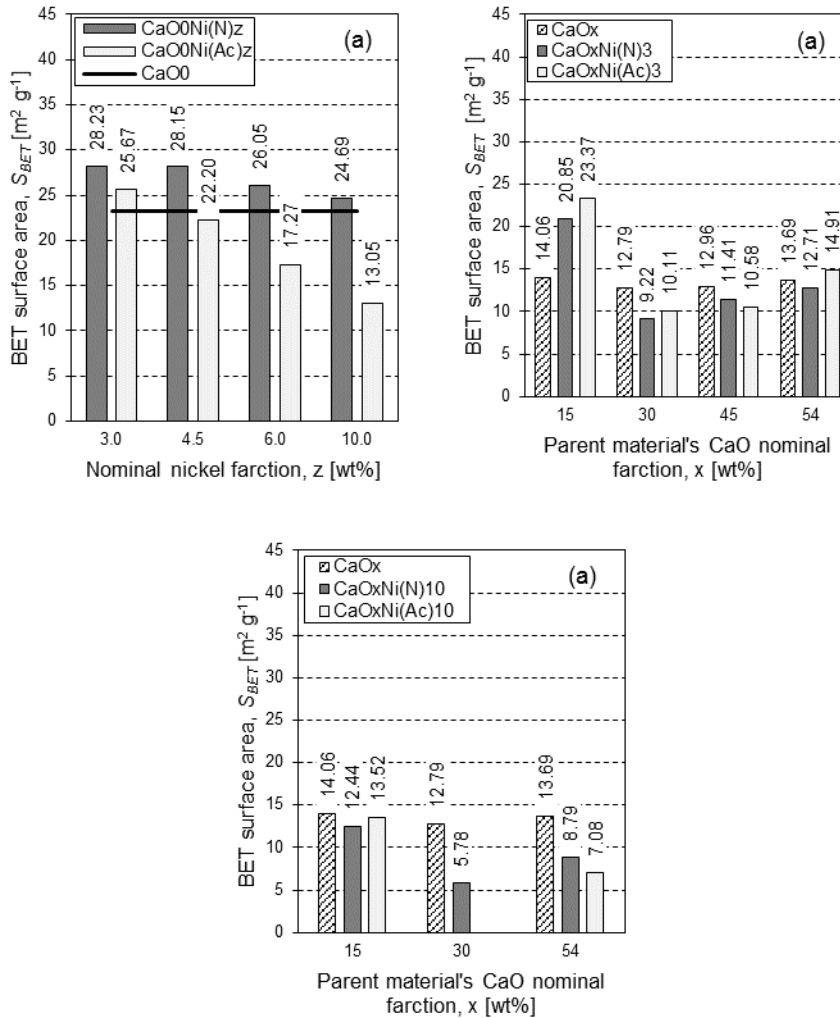 (a)
CaO0Ni(N)z
CaO0Ni(Ac)z
CaO0
BET surface area, S_BET [m² g⁻¹]
45
40
35
30
25
20
15
10
5
0
28.23
25.67
28.15
22.20
26.05
17.27
24.69
13.05
3.0 4.5 6.0 10.0
Nominal nickel farction, z [wt%]
(a)
CaOx
CaOxNi(N)3
CaOxNi(Ac)3
BET surface area, S_BET [m² g⁻¹]
45
40
35
30
25
20
15
10
5
0
14.06
20.85
23.37
12.79
9.22
10.11
12.96
11.41
10.58
13.69
12.71
14.91
15 30 45 54
Parent material's CaO nominal
farction, x [wt%]
(a)
CaOx
CaOxNi(N)10
CaOxNi(Ac)10
BET surface area, S_BET [m² g⁻¹]
45
40
35
30
25
20
15
10
5
0
14.06
12.44
13.52
12.79
5.78
13.69
8.79
7.08
15 30 54
Parent material's CaO nominal
farction, x [wt%]